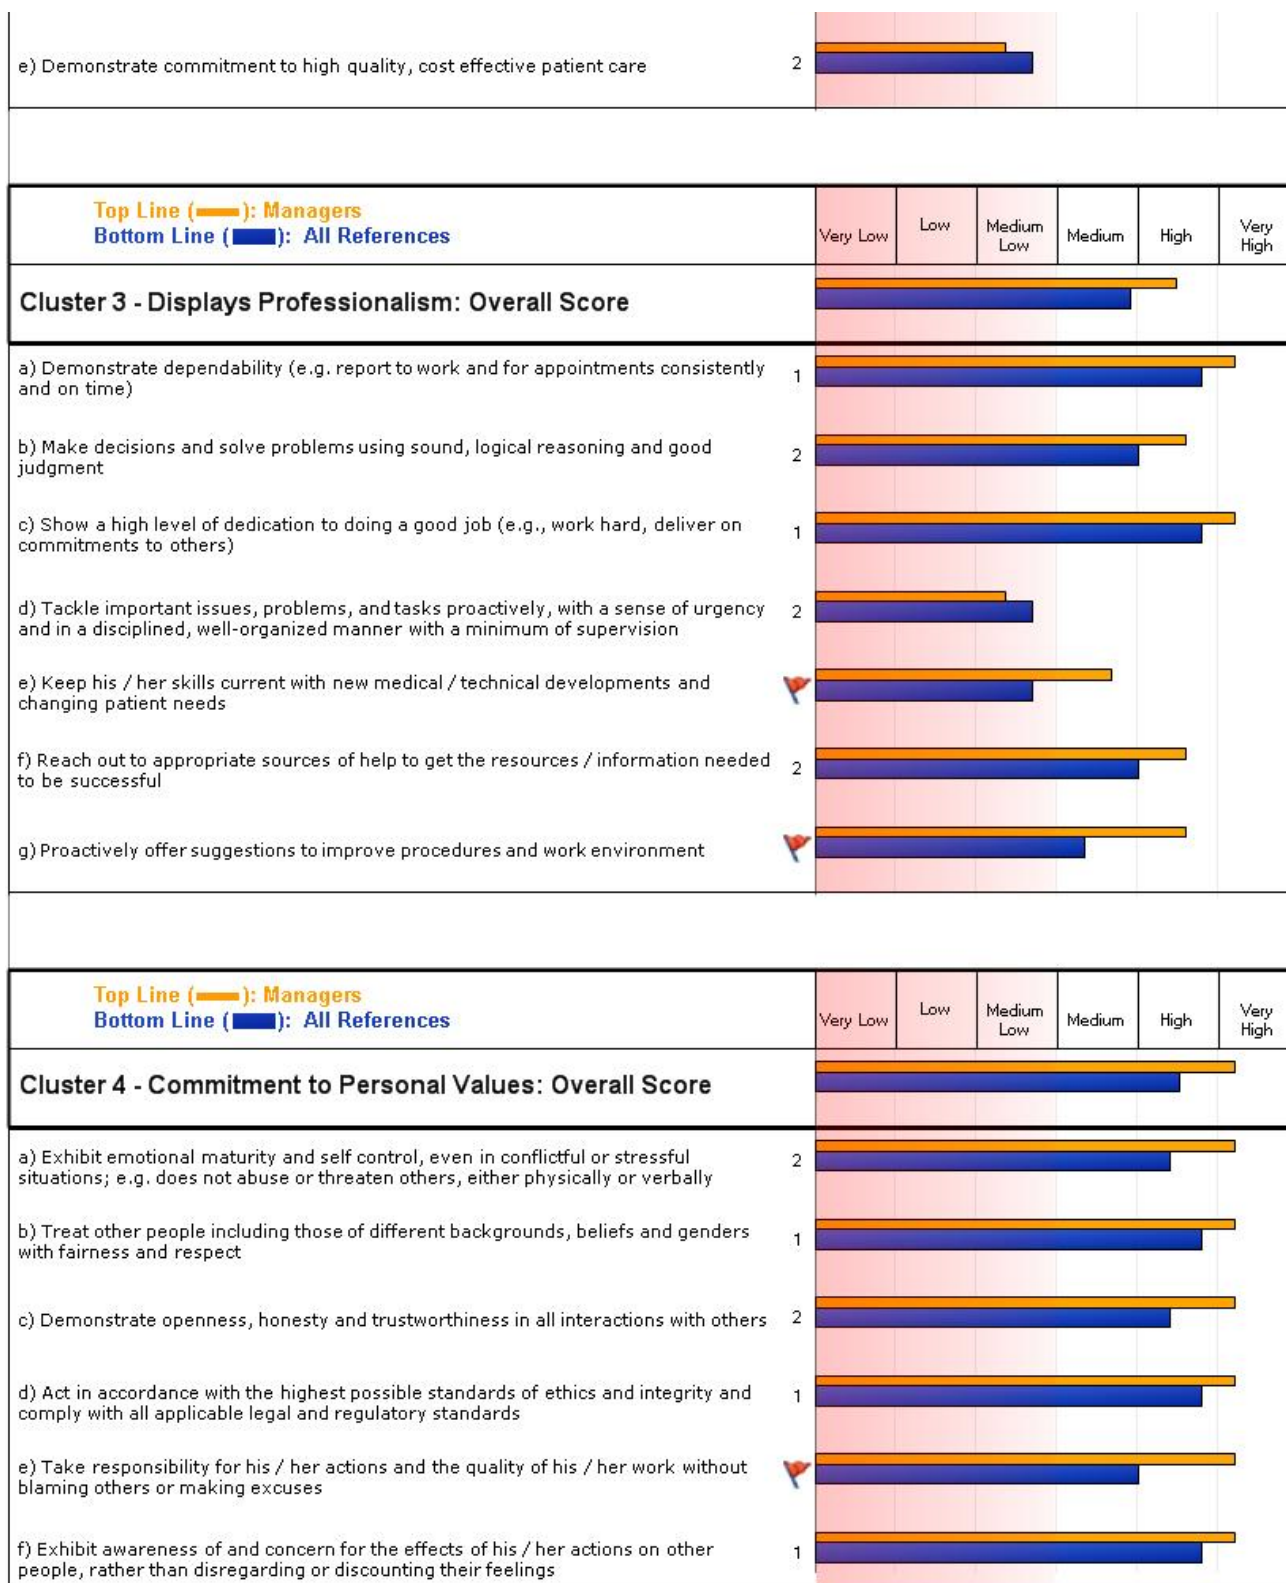 e) Demonstrate commitment to high quality, cost effective patient care 2
Top Line ( ): Managers
Bottom Line ( ): All References
Very Low Low Medium Low Medium High Very High
Cluster 3 - Displays Professionalism: Overall Score
a) Demonstrate dependability (e.g. report to work and for appointments consistently
and on time) 1
b) Make decisions and solve problems using sound, logical reasoning and good
judgment 2
c) Show a high level of dedication to doing a good job (e.g., work hard, deliver on
commitments to others) 1
d) Tackle important issues, problems, and tasks proactively, with a sense of urgency
and in a disciplined, well-organized manner with a minimum of supervision 2
e) Keep his / her skills current with new medical / technical developments and
changing patient needs
f) Reach out to appropriate sources of help to get the resources / information needed
to be successful 2
g) Proactively offer suggestions to improve procedures and work environment
Top Line ( ): Managers
Bottom Line ( ): All References
Very Low Low Medium Low Medium High Very High
Cluster 4 - Commitment to Personal Values: Overall Score
a) Exhibit emotional maturity and self control, even in conflictful or stressful
situations; e.g. does not abuse or threaten others, either physically or verbally 2
b) Treat other people including those of different backgrounds, beliefs and genders
with fairness and respect 1
c) Demonstrate openness, honesty and trustworthiness in all interactions with others 2
d) Act in accordance with the highest possible standards of ethics and integrity and
comply with all applicable legal and regulatory standards 1
e) Take responsibility for his / her actions and the quality of his / her work without
blaming others or making excuses
f) Exhibit awareness of and concern for the effects of his / her actions on other
people, rather than disregarding or discounting their feelings 1